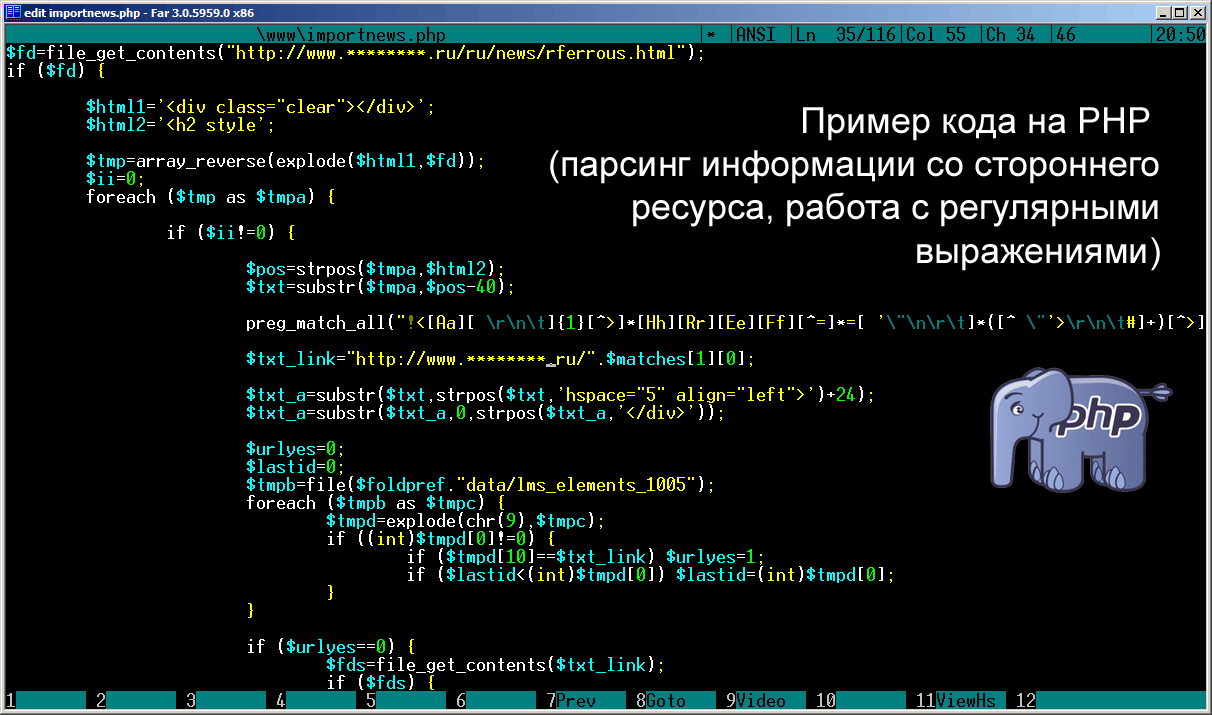 edit importnews.php - Far 3.0.5959.0 x86
\www\importnews.php * ANSI Ln 35/116 Col 55 Ch 34 46 20:50
$fd=file_get_contents("http://www.********.ru/ru/news/rferrous.html");
if ($fd) {
$html1='<div class="clear"></div>';
$html2='<h2 style';
Пример кода на PHP
(парсинг информации со стороннего
ресурса, работа с регулярными
выражениями)
$tmp=array_reverse(explode($html1,$fd));
$ii=0;
foreach ($tmp as $tmpa) {
if ($ii!=0) {
$pos=strpos($tmpa,$html2);
$txt=substr($tmpa,$pos-40);
preg_match_all("!<[Aa][ \r\n\t]{1}[^>]*[Hh][Rr][Ee][Ff][^=]*=[ '\"\n\r\t]*([^ \"'>\r\n\t#]+)[^>]
$txt_link="http://www.********.ru/".$matches[1][0];
$txt_a=substr($txt,strpos($txt,'hspace="5" align="left">')+24);
$txt_a=substr($txt_a,0,strpos($txt_a,'</div>'));
php
$urlyes=0;
$lastid=0;
$tmpb=file($foldpref."data/lms_elements_1005");
foreach ($tmpb as $tmpc) {
$tmpd=explode(chr(9),$tmpc);
if ((int)$tmpd[0]!=0) {
if ($tmpd[10]==$txt_link) $urlyes=1;
if ($lastid<(int)$tmpd[0]) $lastid=(int)$tmpd[0];
}
}
if ($urlyes==0) {
$fds=file_get_contents($txt_link);
if ($fds) {
1 2 3 4 5 6 7Prev 8Goto 9Video 10 11ViewHs 12